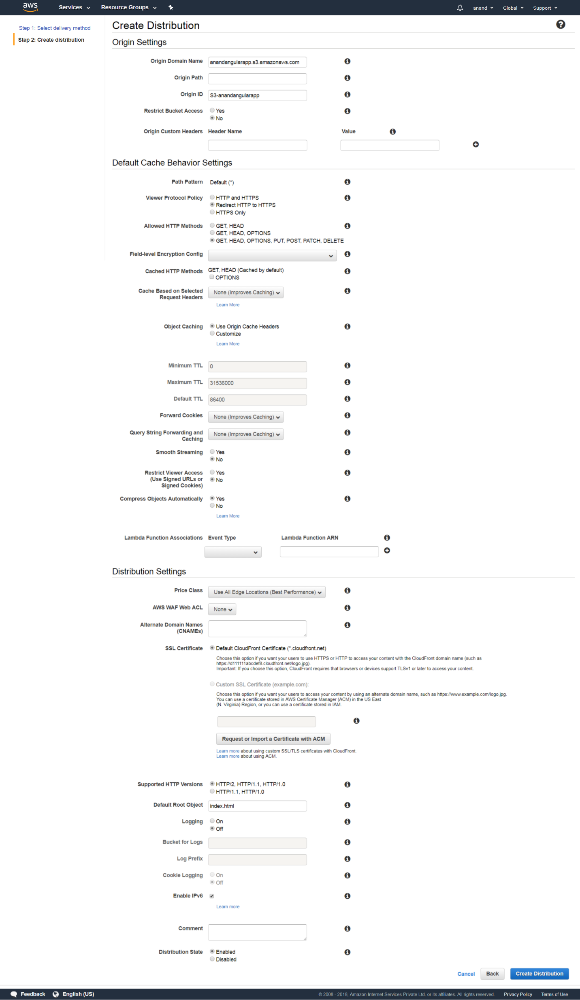 aws Services Resource Groups anand Global Support
Step 1: Select delivery method
Step 2: Create distribution
Create Distribution
Origin Settings
Origin Domain Name anandangularapp.s3.amazonaws.com
Origin Path
Origin ID S3-anandangularapp
Restrict Bucket Access Yes
No
Origin Custom Headers Header Name Value
Default Cache Behavior Settings
Path Pattern Default (*)
Viewer Protocol Policy HTTP and HTTPS
Redirect HTTP to HTTPS
HTTPS Only
Allowed HTTP Methods GET, HEAD
GET, HEAD, OPTIONS
GET, HEAD, OPTIONS, PUT, POST, PATCH, DELETE
Field-level Encryption Config
Cached HTTP Methods GET, HEAD (Cached by default)
OPTIONS
Cache Based on Selected
Request Headers None (Improves Caching)
Learn More
Object Caching Use Origin Cache Headers
Customize
Learn More
Minimum TTL 0
Maximum TTL 31536000
Default TTL 86400
Forward Cookies None (Improves Caching)
Query String Forwarding and
Caching None (Improves Caching)
Smooth Streaming Yes
No
Restrict Viewer Access
(Use Signed URLs or
Signed Cookies) Yes
No
Compress Objects Automatically Yes
No
Learn More
Lambda Function Associations Event Type Lambda Function ARN
Distribution Settings
Price Class Use All Edge Locations (Best Performance)
AWS WAF Web ACL None
Alternate Domain Names
(CNAMEs)
SSL Certificate Default CloudFront Certificate (*.cloudfront.net)
Choose this option if you want your users to use HTTPS or HTTP to access your content with the CloudFront domain name (such as
https://d111111abcdef8.cloudfront.net/logo.jpg).
Important: If you choose this option, CloudFront requires that browsers or devices support TLSv1 or later to access your content.
Custom SSL Certificate (example.com):
Choose this option if you want your users to access your content by using an alternate domain name, such as https://www.example.com/logo.jpg.
You can use a certificate stored in AWS Certificate Manager (ACM) in the US East
(N. Virginia) Region, or you can use a certificate stored in IAM.
Request or Import a Certificate with ACM
Learn more about using custom SSL/TLS certificates with CloudFront.
Learn more about using ACM.
Supported HTTP Versions HTTP/2, HTTP/1.1, HTTP/1.0
HTTP/1.1, HTTP/1.0
Default Root Object index.html
Logging On
Off
Bucket for Logs
Log Prefix
Cookie Logging On
Off
Enable IPv6
Learn more
Comment
Distribution State Enabled
Disabled
Cancel Back Create Distribution
Feedback English (US) © 2008 - 2018, Amazon Internet Services Private Ltd. or its affiliates. All rights reserved. Privacy Policy Terms of Use